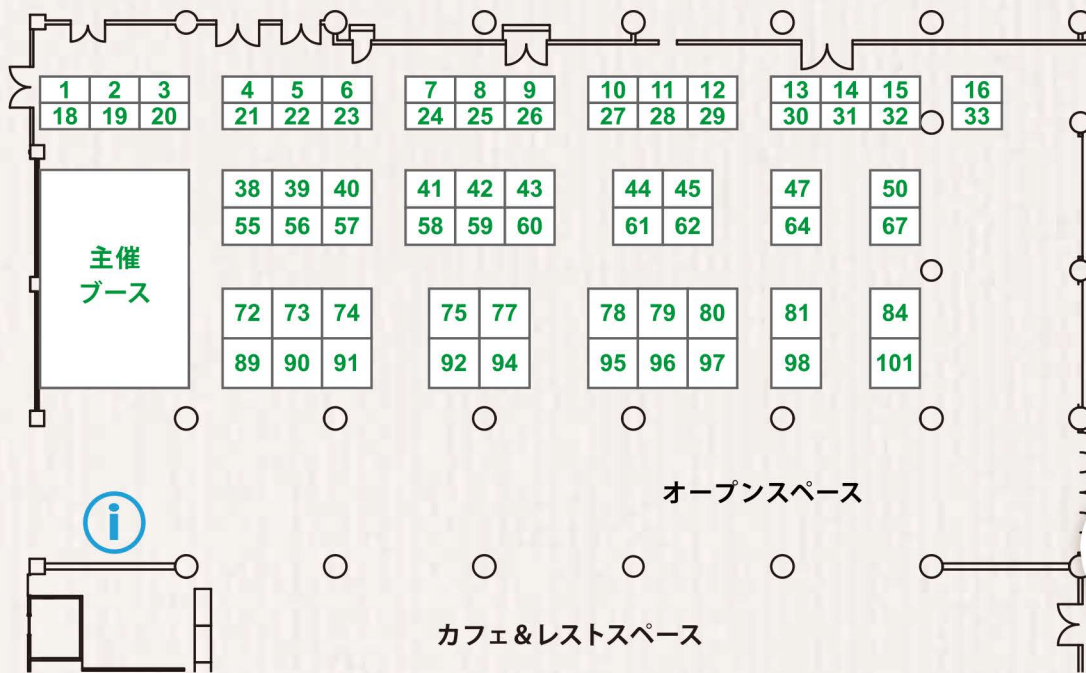 1 2 3 4 5 6 7 8 9 10 11 12 13 14 15 16
18 19 20 21 22 23 24 25 26 27 28 29 30 31 32 33
38 39 40 41 42 43 44 45 47 50
55 56 57 58 59 60 61 62 64 67
主催
ブース
72 73 74 75 77 78 79 80 81 84
89 90 91 92 94 95 96 97 98 101
オープンスペース
i
カフェ&レストスペース